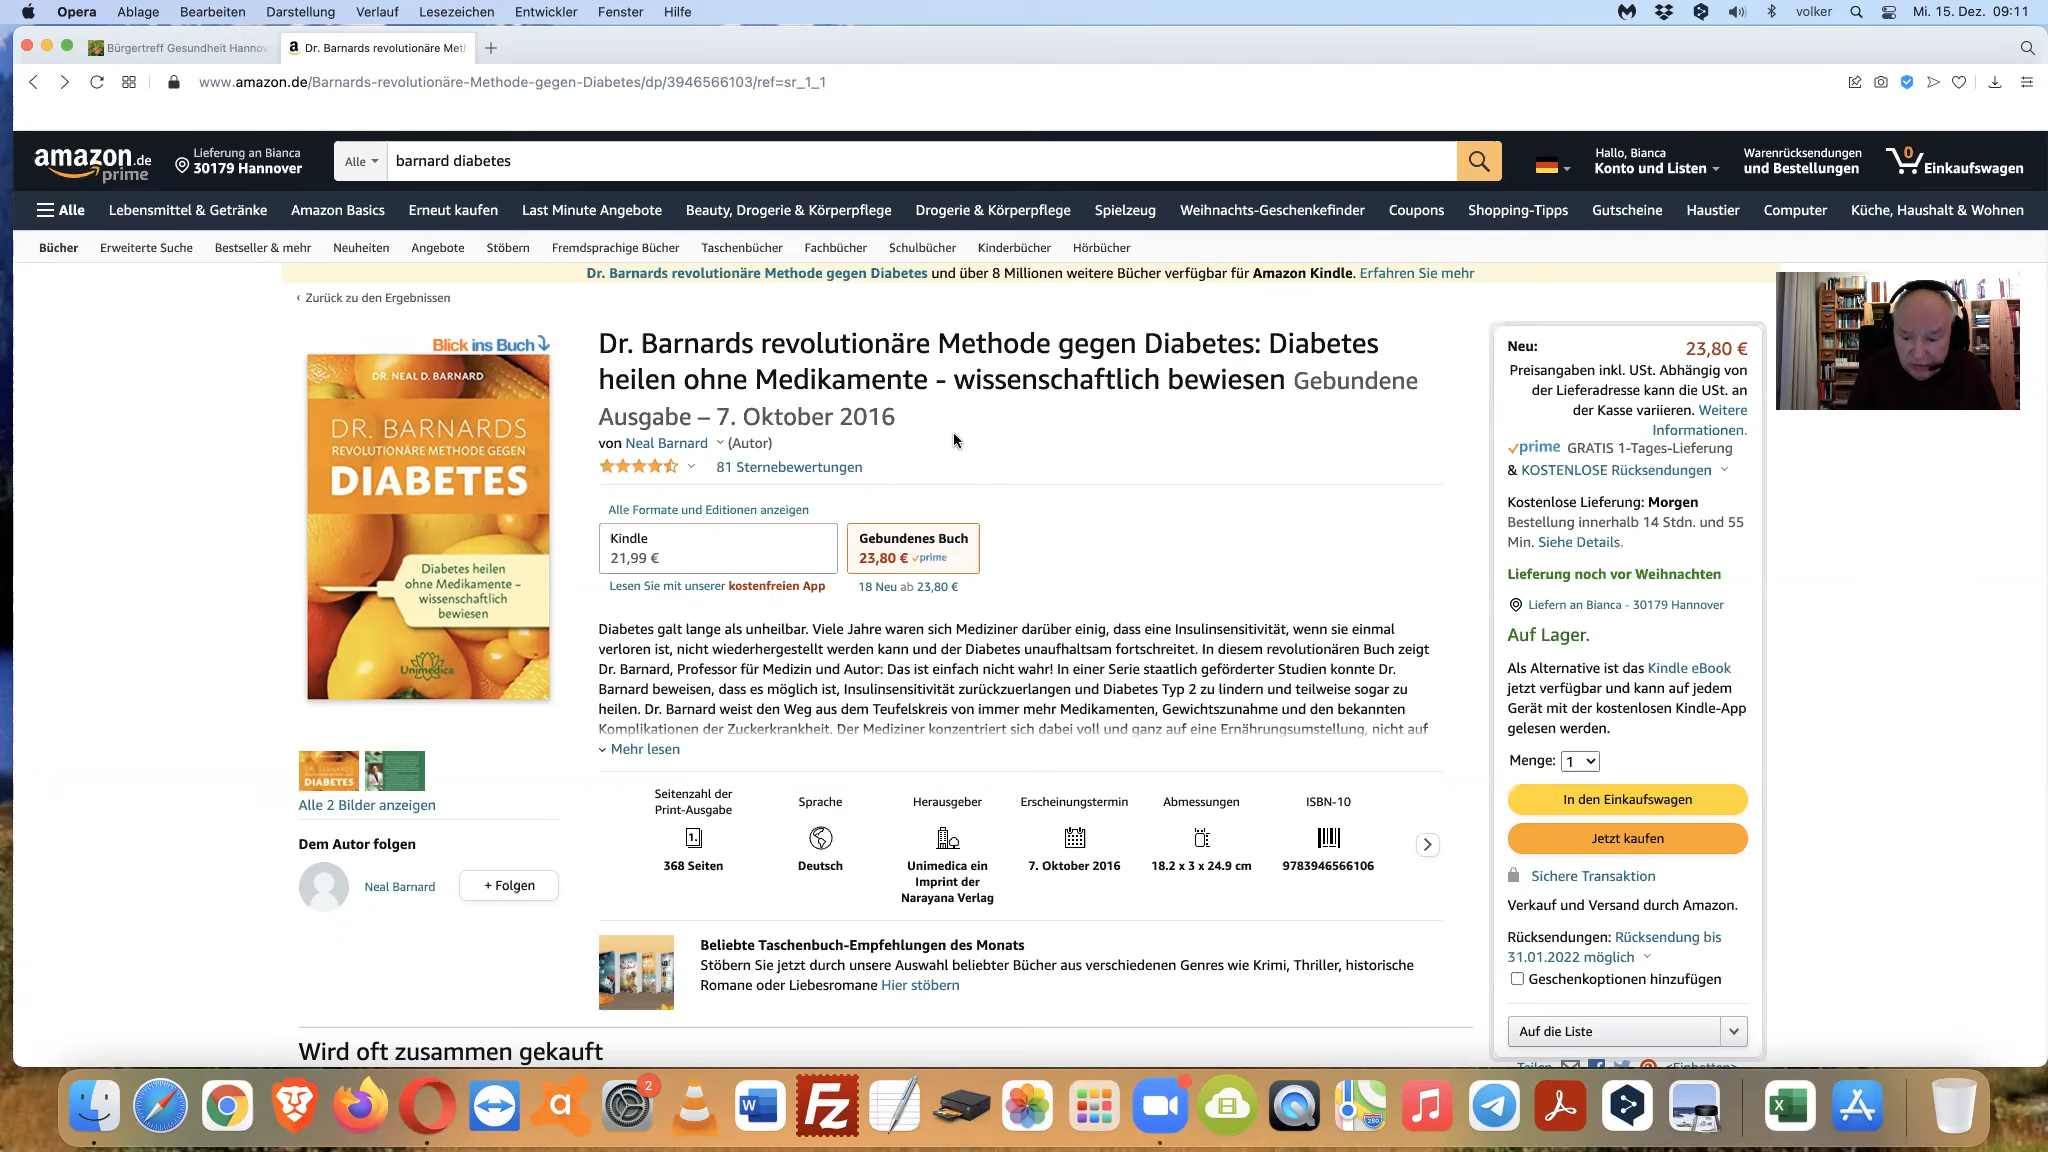 Opera Ablage Bearbeiten Darstellung Verlauf Lesezeichen Entwickler Fenster Hilfe volker Mi. 15. Dez. 09:11
Bürgertreff Gesundheit Hannov
Dr. Barnards revolutionäre Meth
www.amazon.de/Barnards-revolutionäre-Methode-gegen-Diabetes/dp/3946566103/ref=sr_1_1
amazon.de
prime
Lieferung an Bianca
30179 Hannover
Alle
barnard diabetes
Hallo, Bianca
Konto und Listen
Warenrücksendungen
und Bestellungen
0
Einkaufswagen
Alle Lebensmittel & Getränke Amazon Basics Erneut kaufen Last Minute Angebote Beauty, Drogerie & Körperpflege Drogerie & Körperpflege Spielzeug Weihnachts-Geschenkefinder Coupons Shopping-Tipps Gutscheine Haustier Computer Küche, Haushalt & Wohnen
Bücher Erweiterte Suche Bestseller & mehr Neuheiten Angebote Stöbern Fremdsprachige Bücher Taschenbücher Fachbücher Schulbücher Kinderbücher Hörbücher
Dr. Barnards revolutionäre Methode gegen Diabetes und über 8 Millionen weitere Bücher verfügbar für Amazon Kindle. Erfahren Sie mehr
‹ Zurück zu den Ergebnissen
Blick ins Buch
DR. NEAL D. BARNARD
DR. BARNARDS
REVOLUTIONÄRE METHODE GEGEN
DIABETES
Diabetes heilen
ohne Medikamente –
wissenschaftlich
bewiesen
Unimedica
DR. BARNARDS
DIABETES
Alle 2 Bilder anzeigen
Dem Autor folgen
Neal Barnard
+ Folgen
Dr. Barnards revolutionäre Methode gegen Diabetes: Diabetes
heilen ohne Medikamente - wissenschaftlich bewiesen Gebundene
Ausgabe – 7. Oktober 2016
von Neal Barnard (Autor)
81 Sternebewertungen
Alle Formate und Editionen anzeigen
Kindle
21,99 €
Gebundenes Buch
23,80 € prime
Lesen Sie mit unserer kostenfreien App
18 Neu ab 23,80 €
Diabetes galt lange als unheilbar. Viele Jahre waren sich Mediziner darüber einig, dass eine Insulinsensitivität, wenn sie einmal
verloren ist, nicht wiederhergestellt werden kann und der Diabetes unaufhaltsam fortschreitet. In diesem revolutionären Buch zeigt
Dr. Barnard, Professor für Medizin und Autor: Das ist einfach nicht wahr! In einer Serie staatlich geförderter Studien konnte Dr.
Barnard beweisen, dass es möglich ist, Insulinsensitivität zurückzuerlangen und Diabetes Typ 2 zu lindern und teilweise sogar zu
heilen. Dr. Barnard weist den Weg aus dem Teufelskreis von immer mehr Medikamenten, Gewichtszunahme und den bekannten
Komplikationen der Zuckerkrankheit. Der Mediziner konzentriert sich dabei voll und ganz auf eine Ernährungsumstellung, nicht auf
Mehr lesen
Seitenzahl der
Print-Ausgabe
1.
368 Seiten
Sprache
Deutsch
Herausgeber
Unimedica ein
Imprint der
Narayana Verlag
Erscheinungstermin
7. Oktober 2016
Abmessungen
18.2 x 3 x 24.9 cm
ISBN-10
9783946566106
Beliebte Taschenbuch-Empfehlungen des Monats
Stöbern Sie jetzt durch unsere Auswahl beliebter Bücher aus verschiedenen Genres wie Krimi, Thriller, historische
Romane oder Liebesromane Hier stöbern
Wird oft zusammen gekauft
Neu: 23,80 €
Preisangaben inkl. USt. Abhängig von
der Lieferadresse kann die USt. an
der Kasse variieren. Weitere
Informationen.
prime GRATIS 1-Tages-Lieferung
& KOSTENLOSE Rücksendungen
Kostenlose Lieferung: Morgen
Bestellung innerhalb 14 Stdn. und 55
Min. Siehe Details.
Lieferung noch vor Weihnachten
Liefern an Bianca - 30179 Hannover
Auf Lager.
Als Alternative ist das Kindle eBook
jetzt verfügbar und kann auf jedem
Gerät mit der kostenlosen Kindle-App
gelesen werden.
Menge: 1
In den Einkaufswagen
Jetzt kaufen
Sichere Transaktion
Verkauf und Versand durch Amazon.
Rücksendungen: Rücksendung bis
31.01.2022 möglich
Geschenkoptionen hinzufügen
Auf die Liste
Teilen <Einbetten>
2
W
Fz
280
X